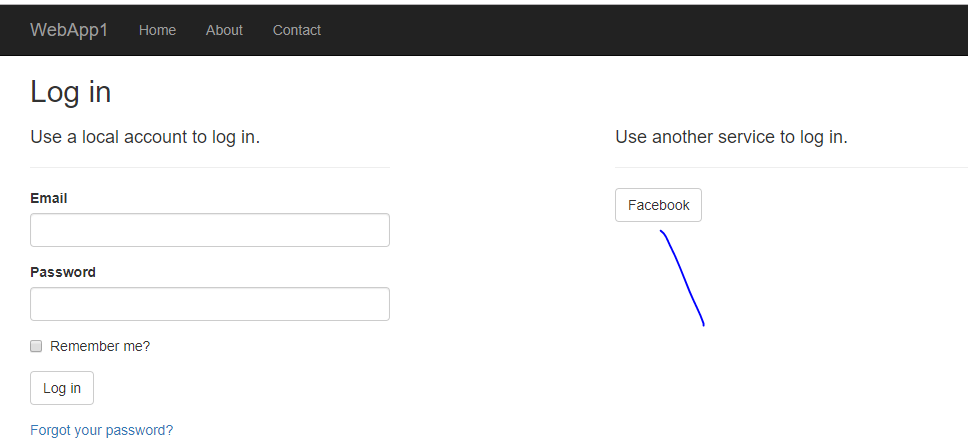 WebApp1 Home About Contact
Log in
Use a local account to log in.
Email
Password
Remember me?
Log in
Forgot your password?
Use another service to log in.
Facebook